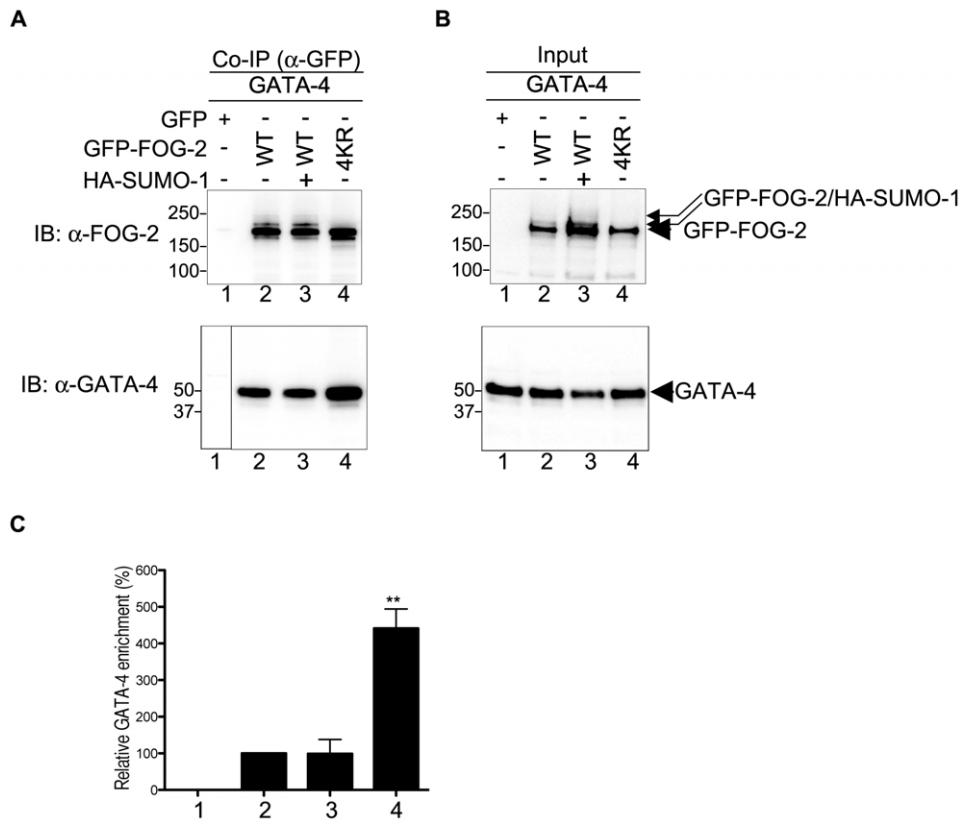 A
Co-IP (α-GFP)
GATA-4
GFP + - - -
GFP-FOG-2 - WT WT 4KR
HA-SUMO-1 - - + -
IB: α-FOG-2
250
150
100
1 2 3 4
IB: α-GATA-4
50
37
1 2 3 4
B
Input
GATA-4
+ - - -
- WT WT 4KR
- - + -
250
150
100
GFP-FOG-2/HA-SUMO-1
GFP-FOG-2
1 2 3 4
50
37
GATA-4
1 2 3 4
C
Relative GATA-4 enrichment (%)
600
500
400
300
200
100
0
**
1 2 3 4